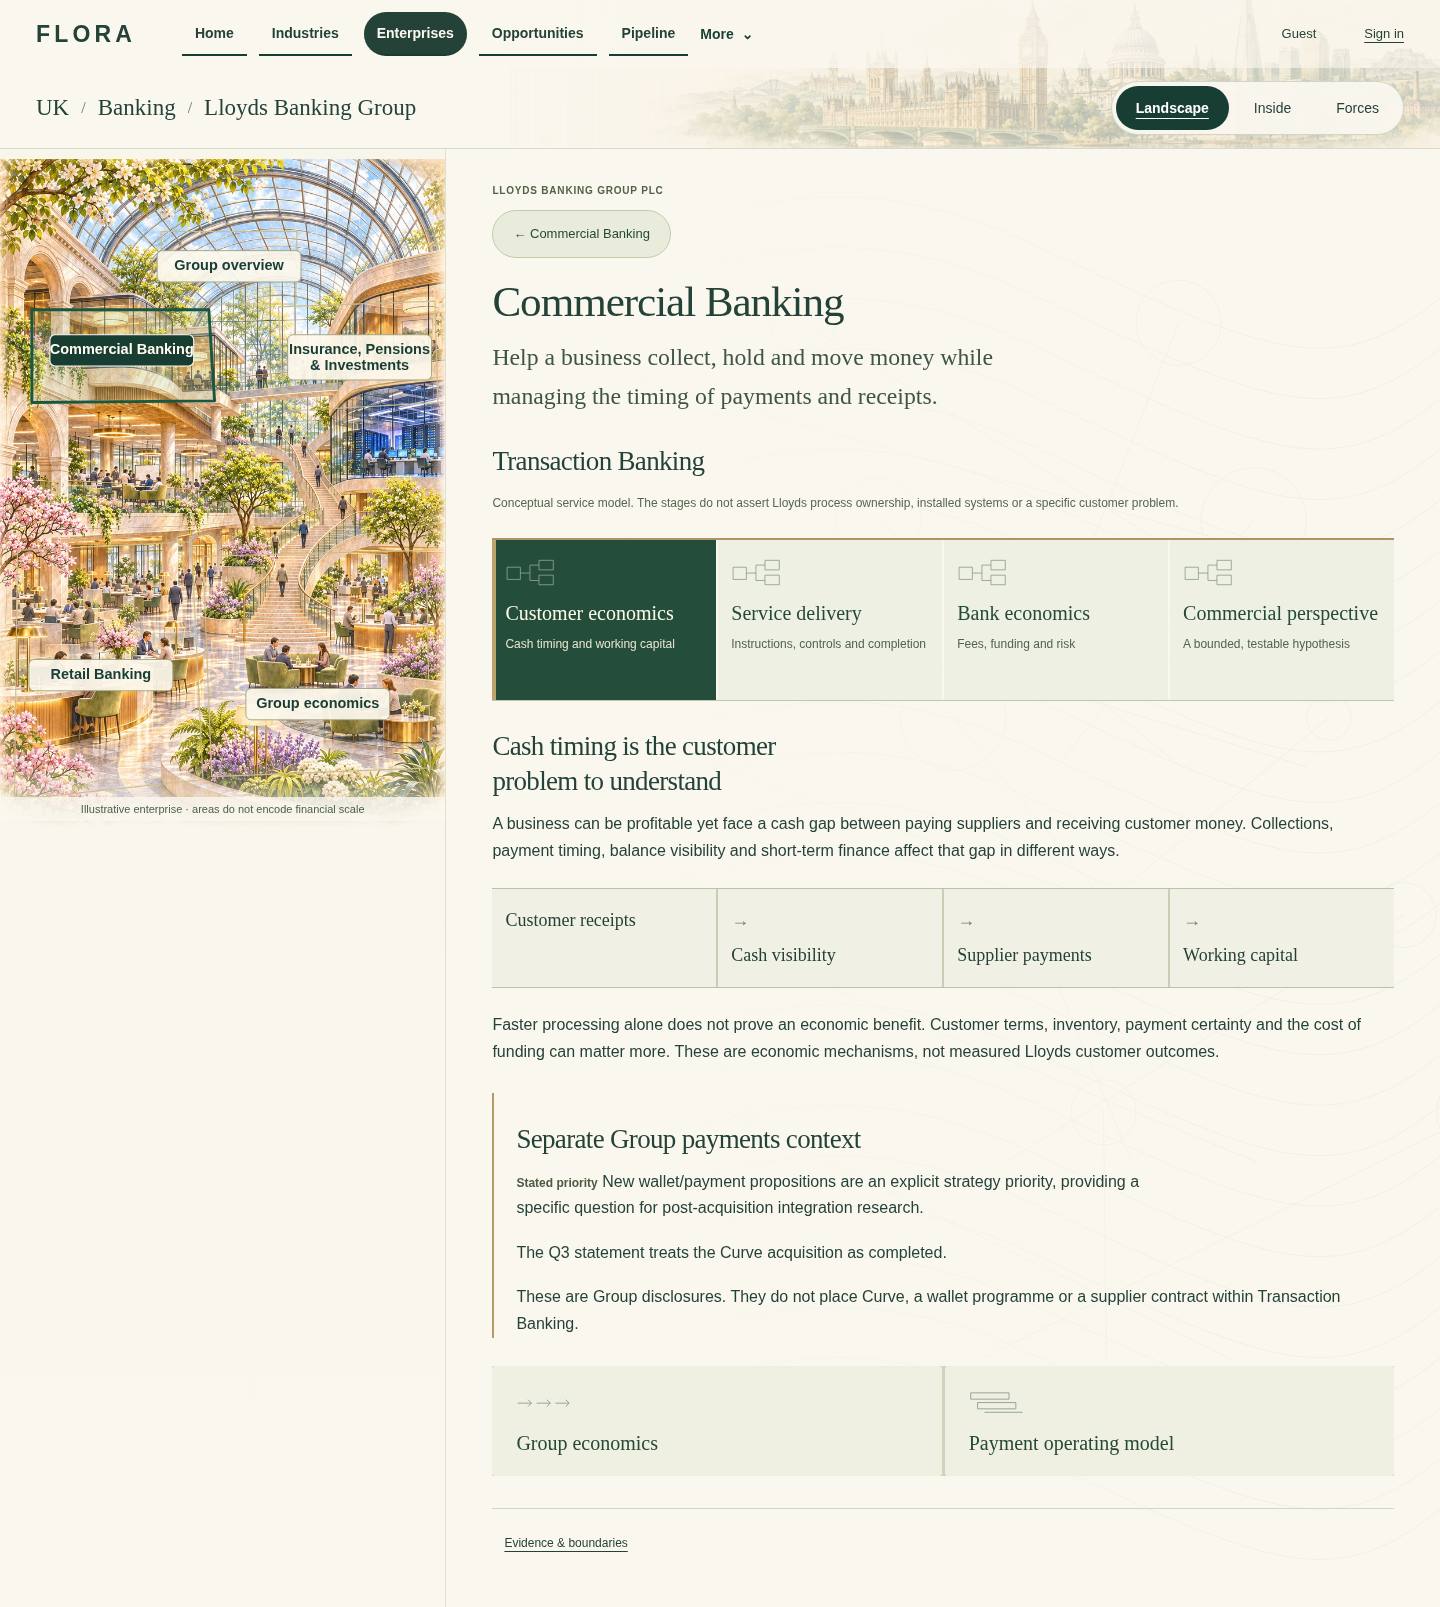 FLORA
Home
Industries
Enterprises
Opportunities
Pipeline
More
Guest
Sign in
UK / Banking / Lloyds Banking Group
Landscape
Inside
Forces
Group overview
Commercial Banking
Insurance, Pensions
& Investments
Retail Banking
Group economics
Illustrative enterprise · areas do not encode financial scale
LLOYDS BANKING GROUP PLC
← Commercial Banking
Commercial Banking
Help a business collect, hold and move money while
managing the timing of payments and receipts.
Transaction Banking
Conceptual service model. The stages do not assert Lloyds process ownership, installed systems or a specific customer problem.
Customer economics
Cash timing and working capital
Service delivery
Instructions, controls and completion
Bank economics
Fees, funding and risk
Commercial perspective
A bounded, testable hypothesis
Cash timing is the customer
problem to understand
A business can be profitable yet face a cash gap between paying suppliers and receiving customer money. Collections,
payment timing, balance visibility and short-term finance affect that gap in different ways.
Customer receipts
→
Cash visibility
→
Supplier payments
→
Working capital
Faster processing alone does not prove an economic benefit. Customer terms, inventory, payment certainty and the cost of
funding can matter more. These are economic mechanisms, not measured Lloyds customer outcomes.
Separate Group payments context
Stated priority New wallet/payment propositions are an explicit strategy priority, providing a
specific question for post-acquisition integration research.
The Q3 statement treats the Curve acquisition as completed.
These are Group disclosures. They do not place Curve, a wallet programme or a supplier contract within Transaction
Banking.
Group economics
Payment operating model
Evidence & boundaries